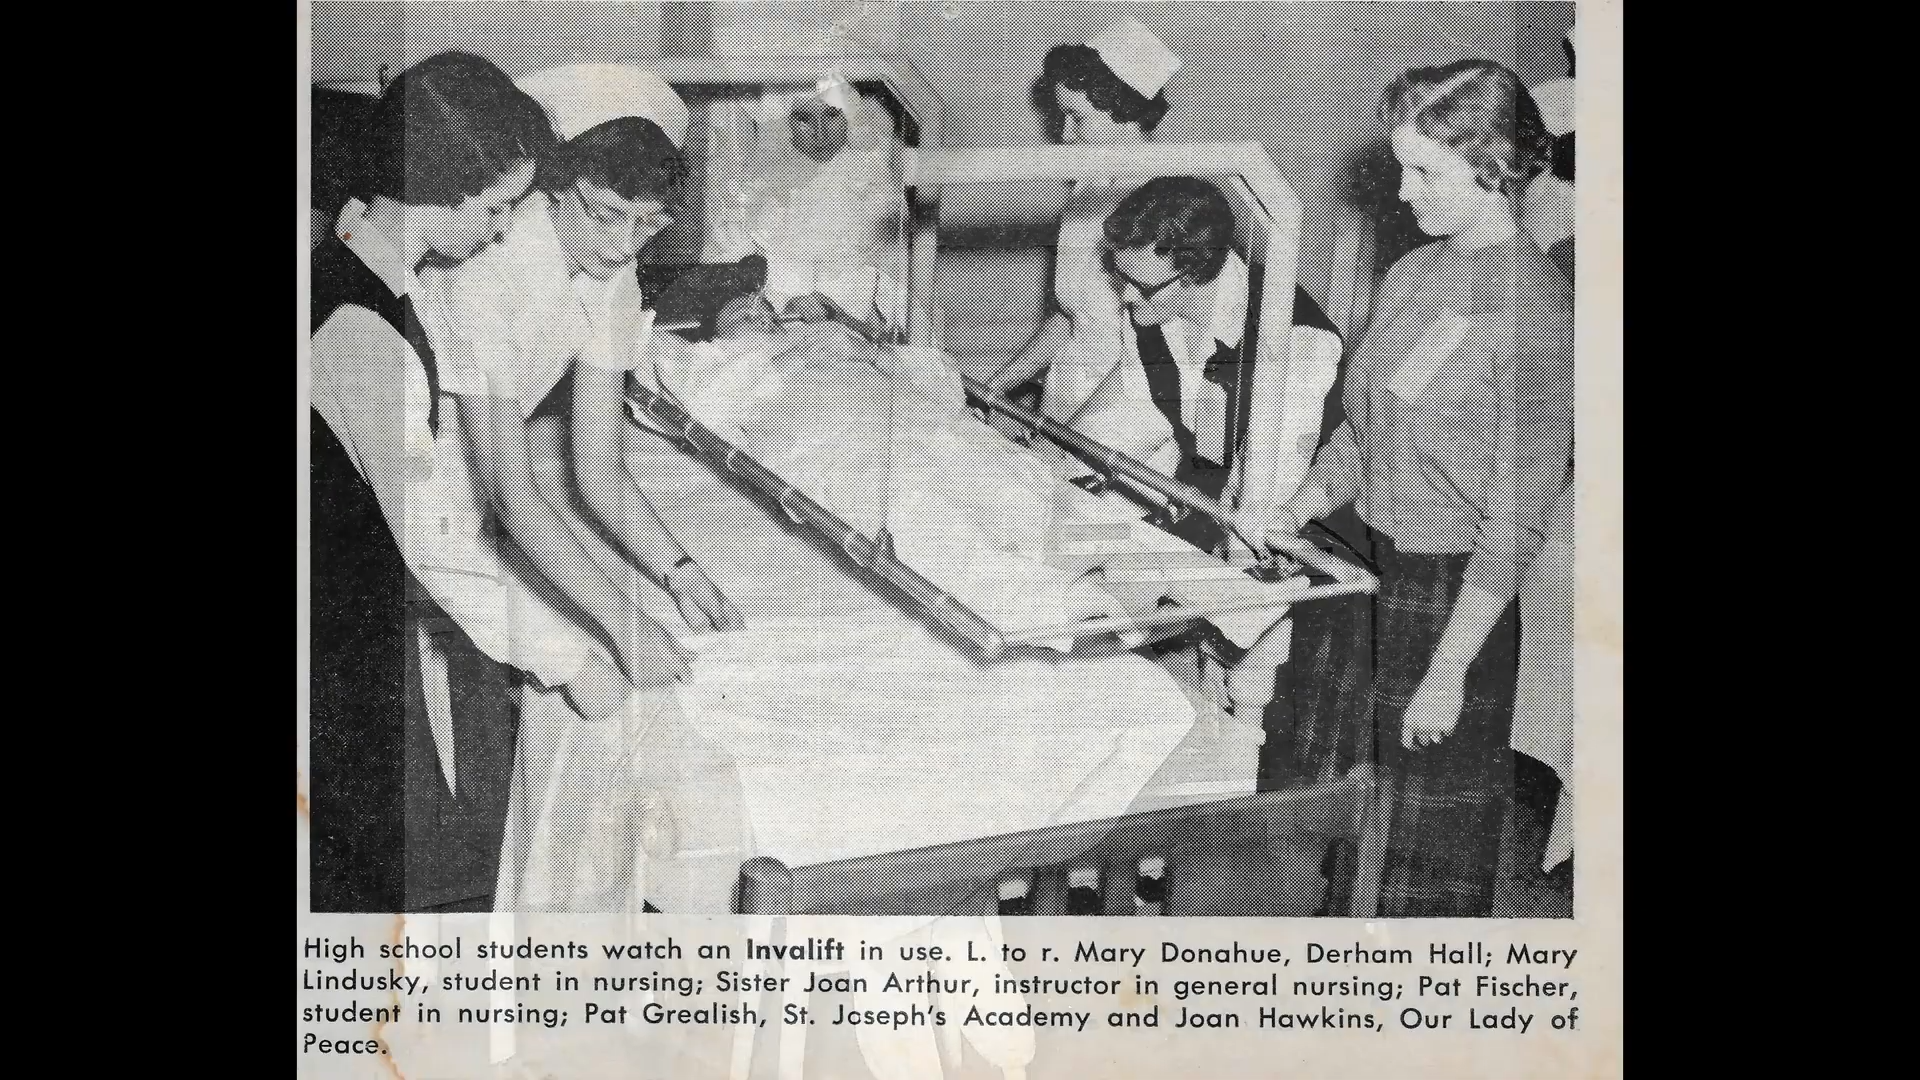 High school students watch an Invalift in use. L. to r. Mary Donahue, Derham Hall; Mary
Lindusky, student in nursing; Sister Joan Arthur, instructor in general nursing; Pat Fischer,
student in nursing; Pat Grealish, St. Joseph's Academy and Joan Hawkins, Our Lady of
Peace.